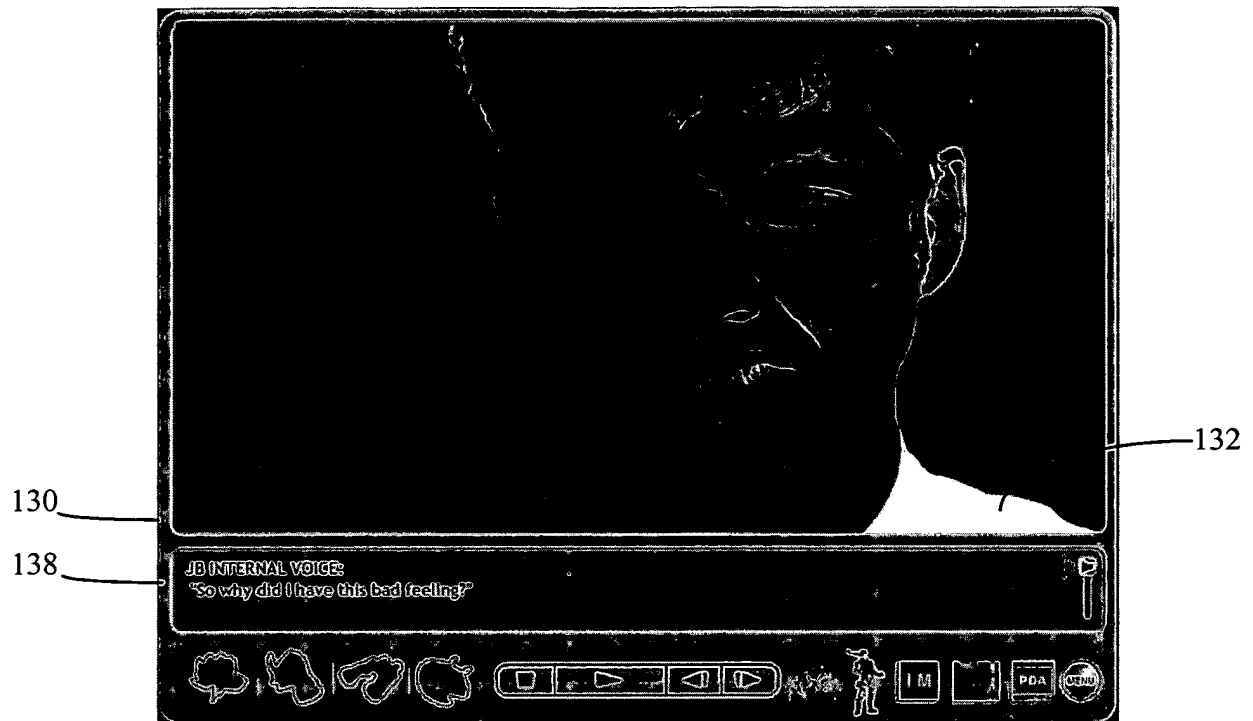 132
130
138
JB INTERNAL VOICE:
"So why did I have this bad feeling?"
IM
PDA
MENU